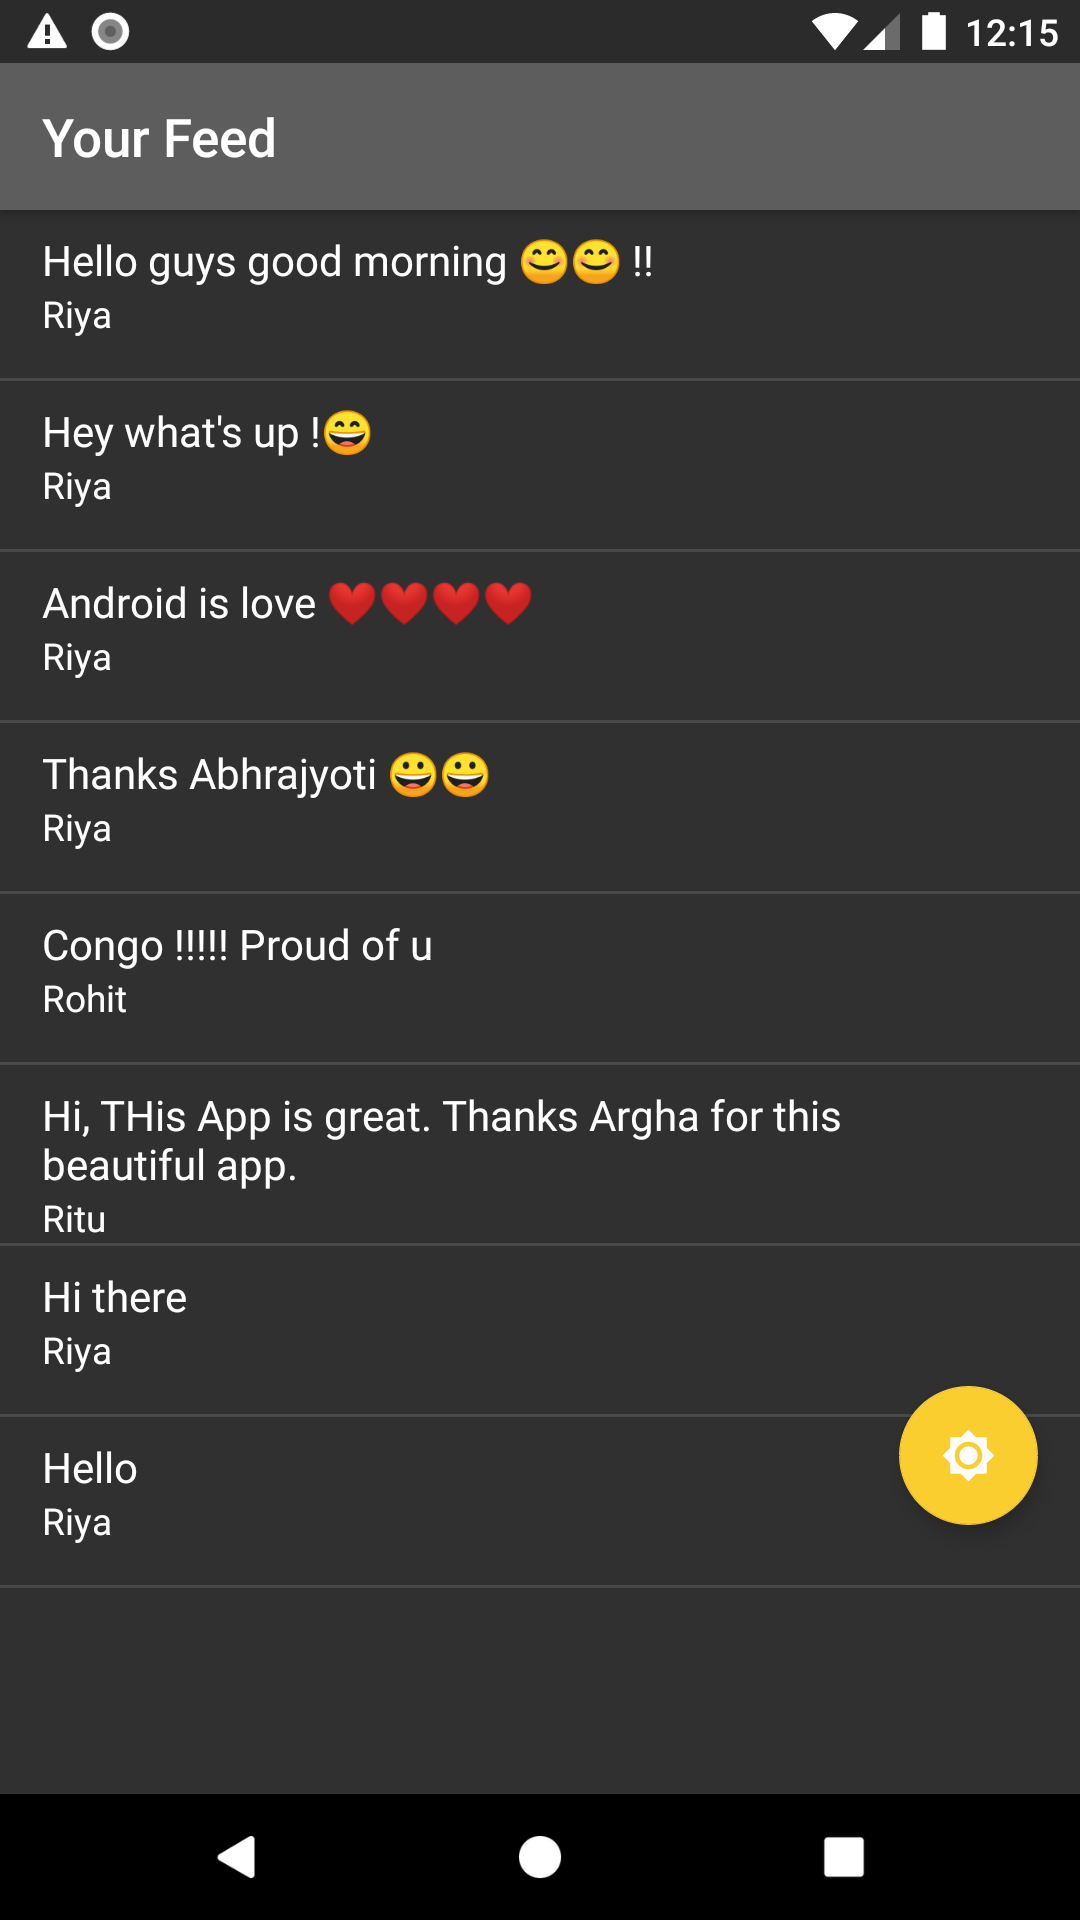 12:15
Your Feed
Hello guys good morning 😊😊 !!
Riya
Hey what's up !😄
Riya
Android is love ❤️❤️❤️❤️
Riya
Thanks Abhrajyoti 😀😀
Riya
Congo !!!!! Proud of u
Rohit
Hi, THis App is great. Thanks Argha for this
beautiful app.
Ritu
Hi there
Riya
Hello
Riya